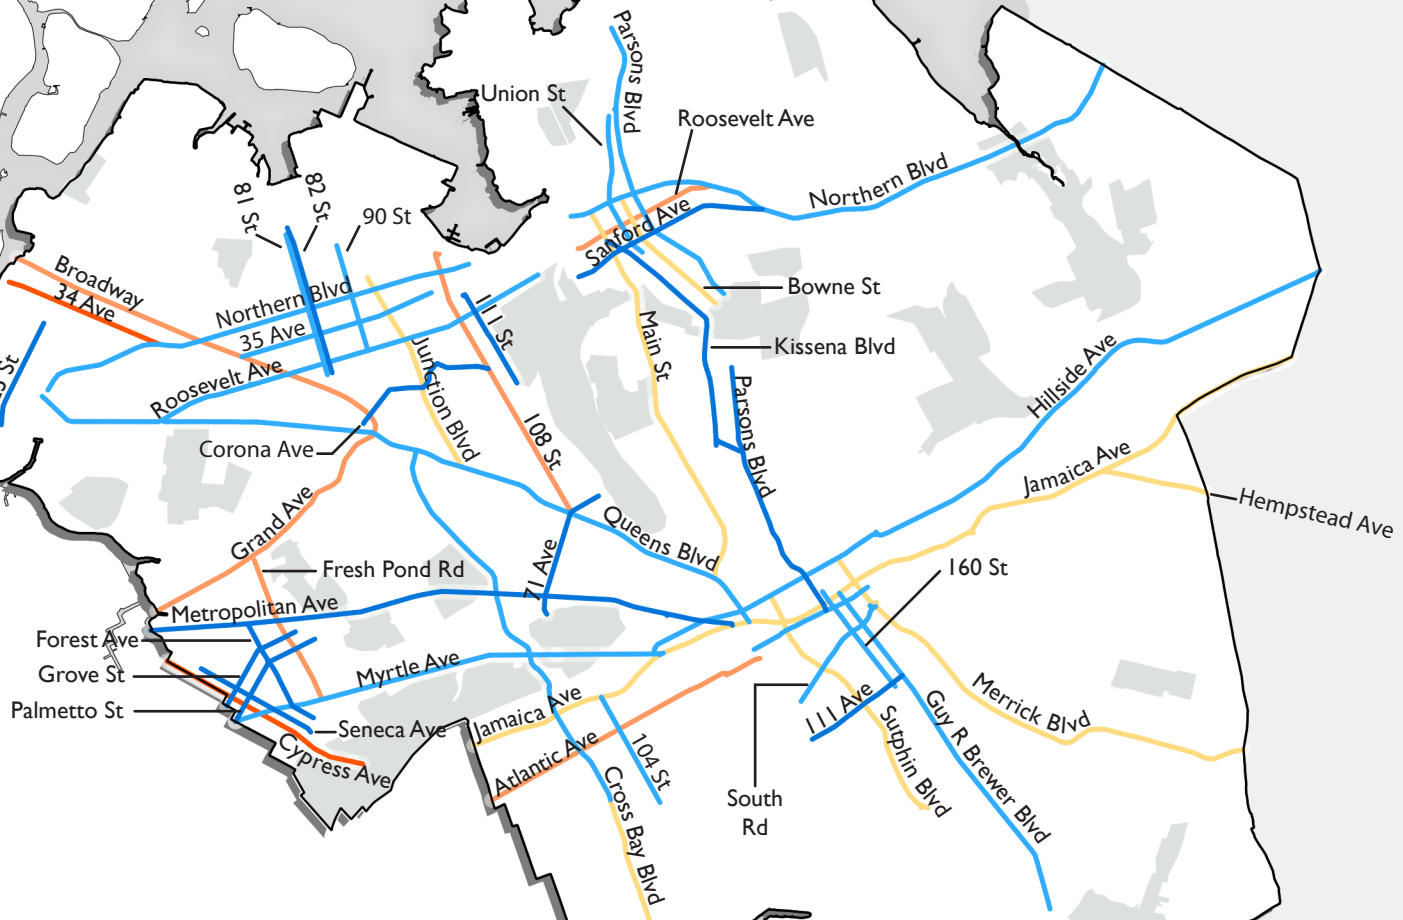 Parsons Blvd
Union St
Roosevelt Ave
Northern Blvd
82 St
81 St
90 St
Sanford Ave
Broadway
34 Ave
Northern Blvd
35 Ave
Roosevelt Ave
111 St
Bowne St
Main St
Kissena Blvd
Hillside Ave
Junction Blvd
Parsons Blvd
Corona Ave
108 St
Jamaica Ave
Hempstead Ave
Grand Ave
Queens Blvd
71 Ave
Fresh Pond Rd
160 St
Metropolitan Ave
Forest Ave
Grove St
Myrtle Ave
Palmetto St
Seneca Ave
Cypress Ave
Jamaica Ave
Atlantic Ave
104 St
Cross Bay Blvd
111 Ave
South
Rd
Sutphin Blvd
Guy R Brewer Blvd
Merrick Blvd